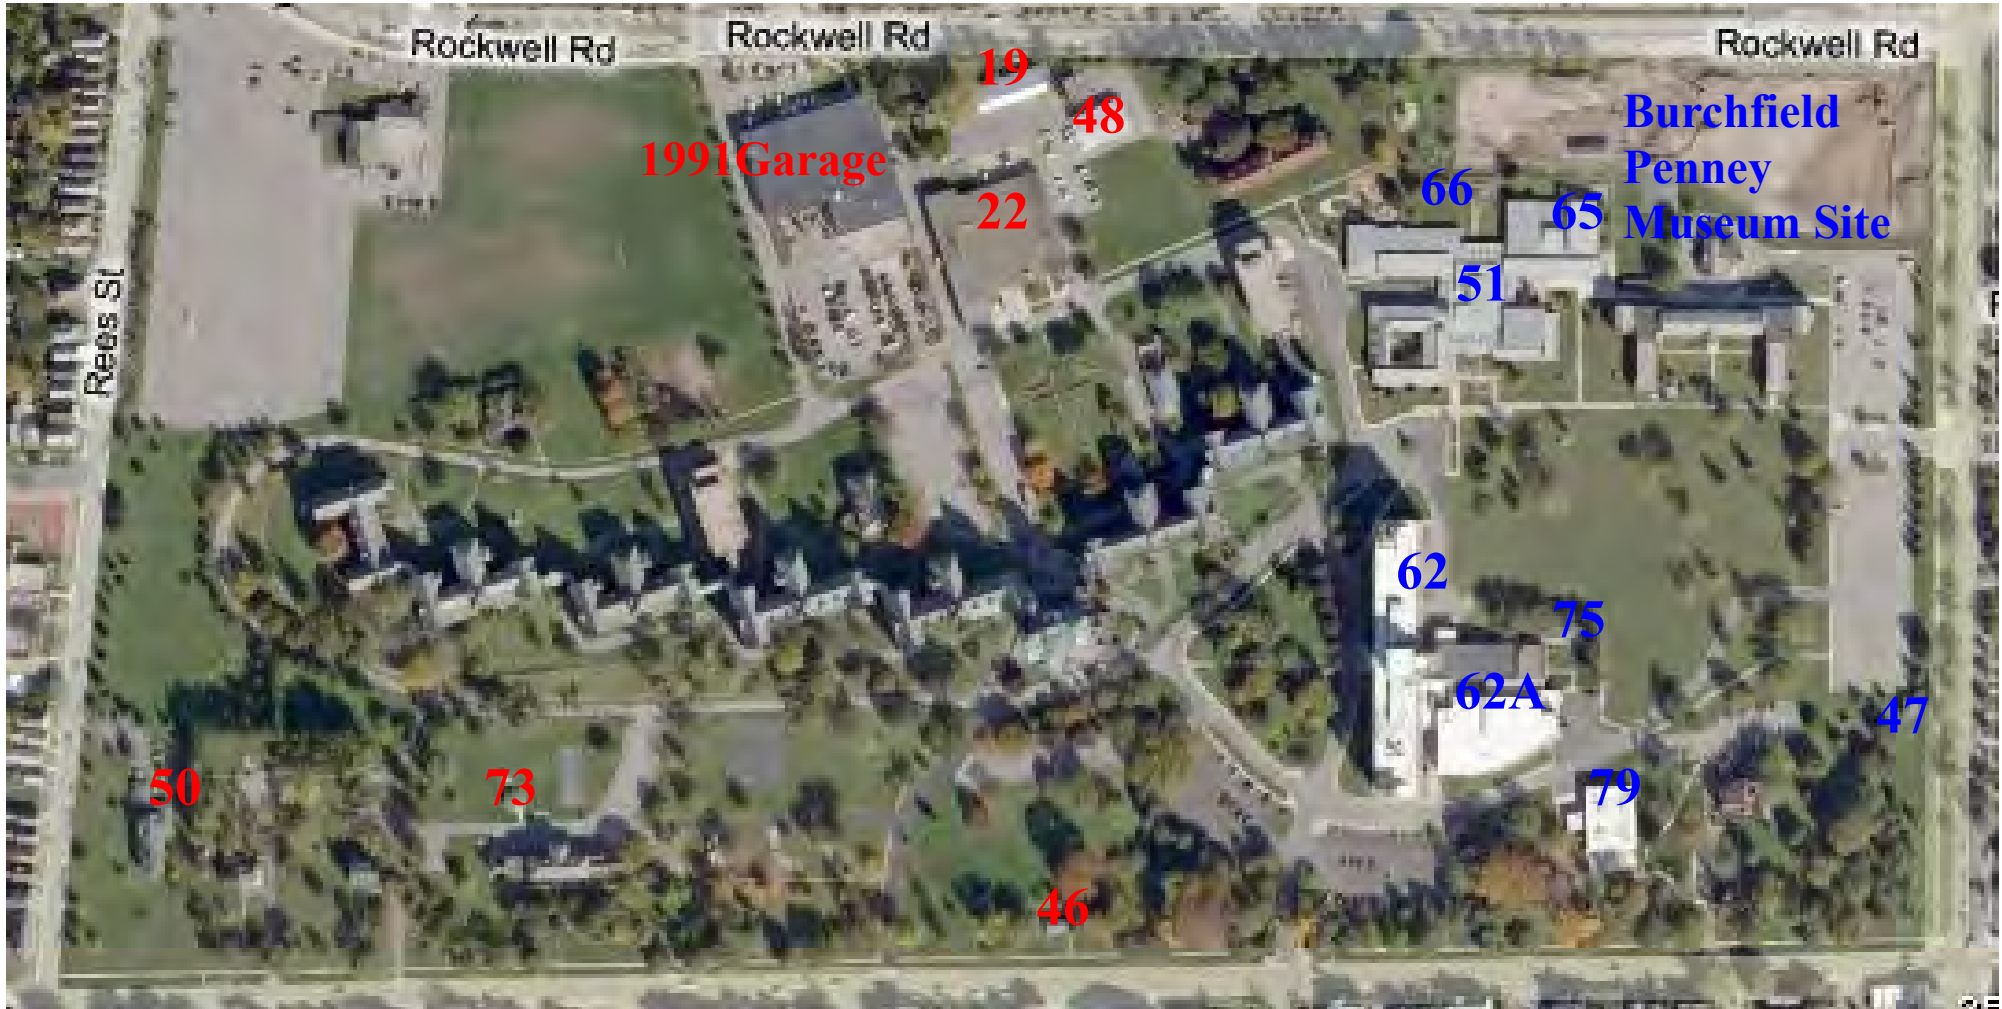 Rockwell Rd
Rockwell Rd
Rockwell Rd
19
48
Burchfield
Penney
Museum Site
1991Garage
66
65
22
51
Rees St
62
75
62A
47
50
73
79
46